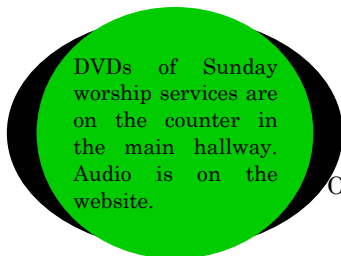 DVDs of Sunday
worship services are
on the counter in
the main hallway.
Audio is on the
website.